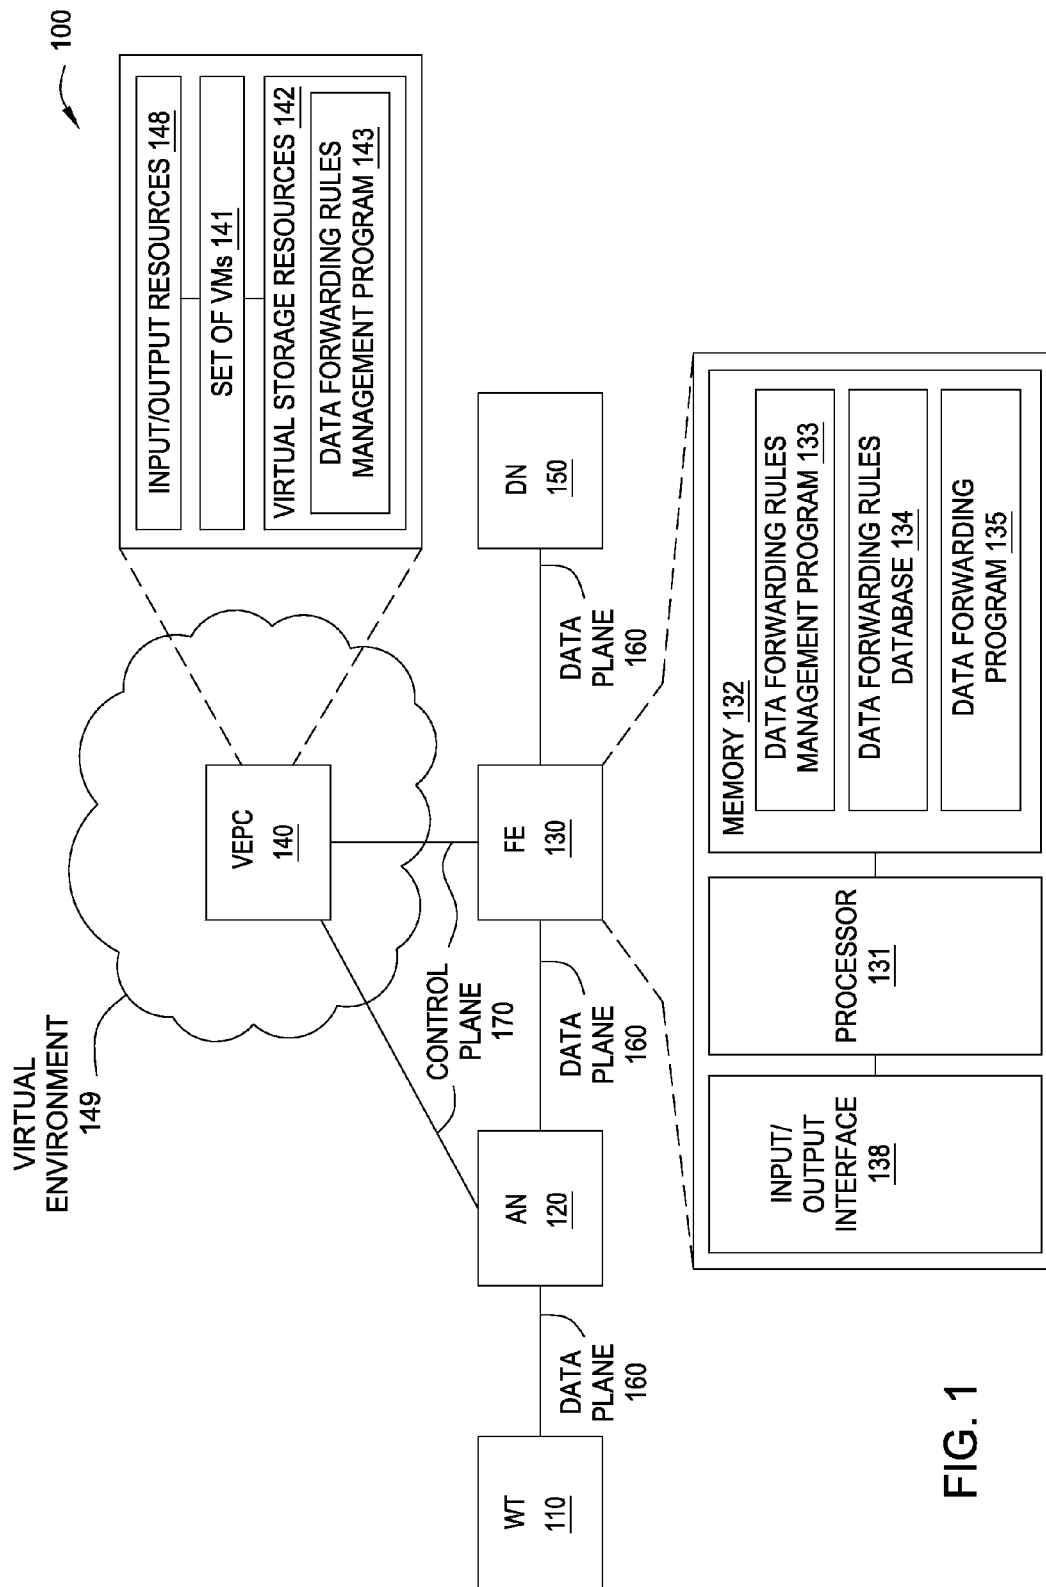 100
VIRTUAL
ENVIRONMENT
149
INPUT/OUTPUT RESOURCES 148
SET OF VMs 141
VIRTUAL STORAGE RESOURCES 142
DATA FORWARDING RULES
MANAGEMENT PROGRAM 143
VEPC
140
CONTROL
PLANE
170
WT
110
DATA
PLANE
160
AN
120
DATA
PLANE
160
FE
130
DATA
PLANE
160
DN
150
INPUT/
OUTPUT
INTERFACE
138
PROCESSOR
131
MEMORY 132
DATA FORWARDING RULES
MANAGEMENT PROGRAM 133
DATA FORWARDING RULES
DATABASE 134
DATA FORWARDING
PROGRAM 135
FIG. 1